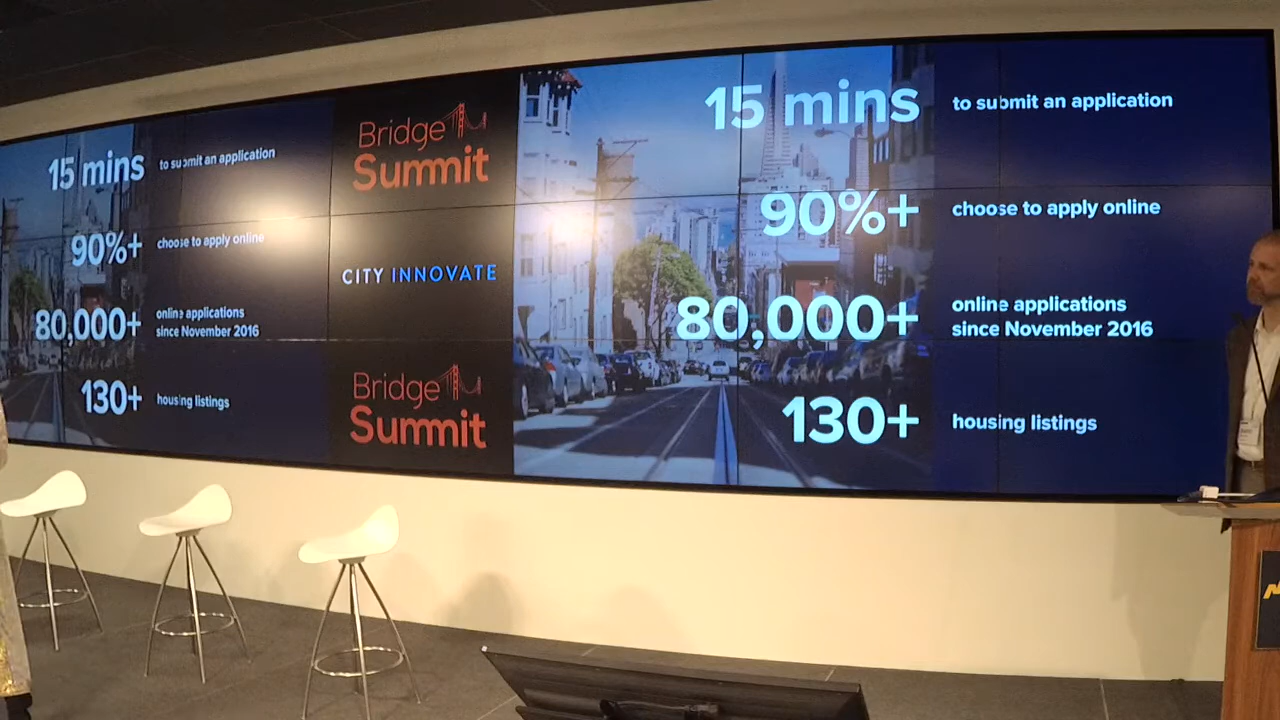 15 mins to submit an application
90%+ choose to apply online
80,000+ online applications
since November 2016
130+ housing listings
Bridge
Summit
CITY INNOVATE
Bridge
Summit
15 mins to submit an application
90%+ choose to apply online
80,000+ online applications
since November 2016
130+ housing listings